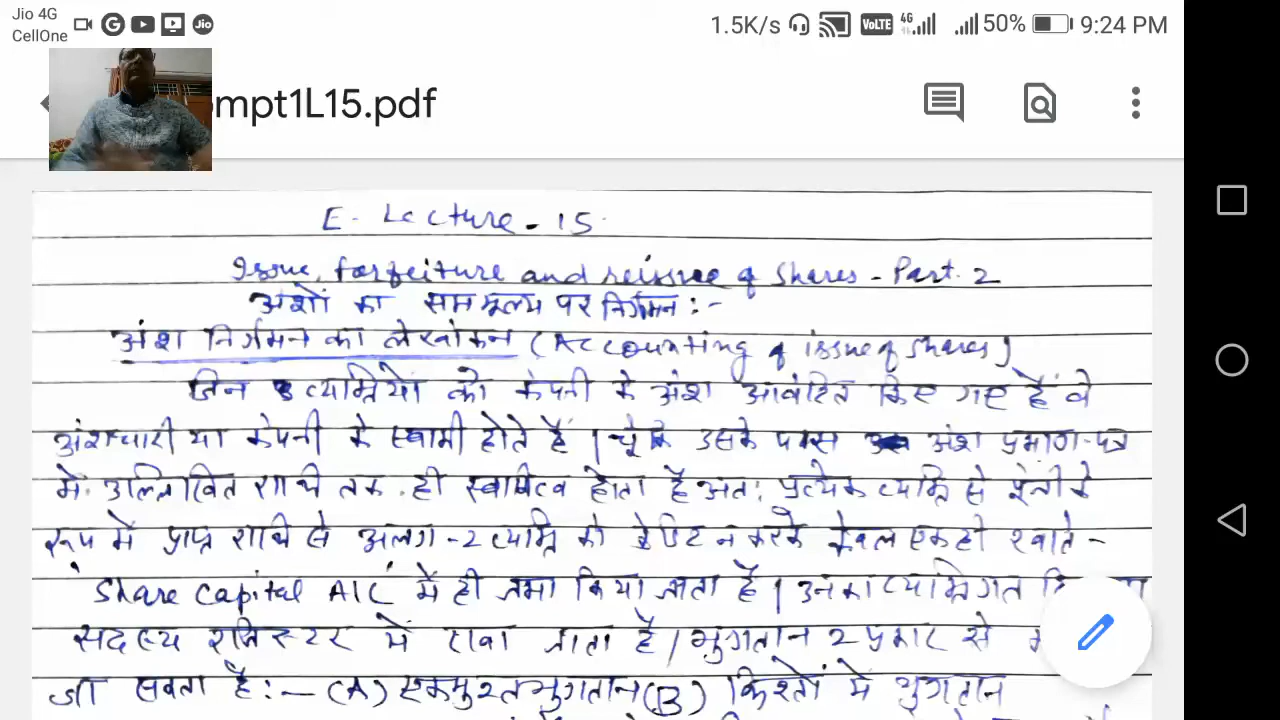 Jio 4G
CellOne
1.5K/s VoLTE 4G 50% 9:24 PM
mpt1L15.pdf
E- Lecture - 15
Issue, forfeiture and reissue of shares - Part. 2
अंशों का सममूल्य पर निर्गमन :-
अंश निर्गमन का लेखांकन (Accounting of issue of shares)
जिन व्यक्तियों को कंपनी के अंश आवंटित किए गए हैं वे
अंशधारी या कंपनी के स्वामी होते हैं। चूंकि उसके पास अंश प्रमाण-पत्र
में उल्लिखित राशि तक ही स्वामित्व होता है अतः प्रत्येक व्यक्ति से पूंजी के
रूप में प्राप्त राशि से अलग-2 व्यक्ति को क्रेडिट न करके केवल एक ही खाते -
Share Capital A/C में ही जमा किया जाता है। उनका व्यक्तिगत
सदस्य रजिस्टर में रखा जाता है। भुगतान 2 प्रकार से
जा सकता है :- (A) एकमुश्त भुगतान (B) किश्तों में भुगतान